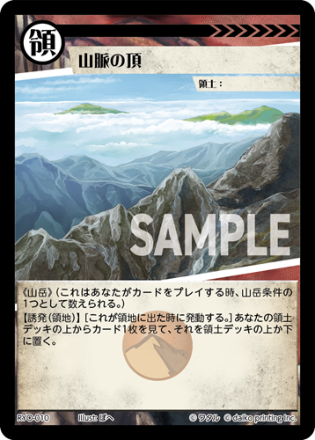 領
山脈の頂
領土：
SAMPLE
《山岳》（これはあなたがカードをプレイする時、山岳条件の
1つとして数えられる。）
【誘発（領地）】［これが領地に出た時に発動する。］あなたの領土
デッキの上からカード1枚を見て、それを領土デッキの上か下
に置く。
Illust: ぽへ
© ワタル © daiko printing inc.